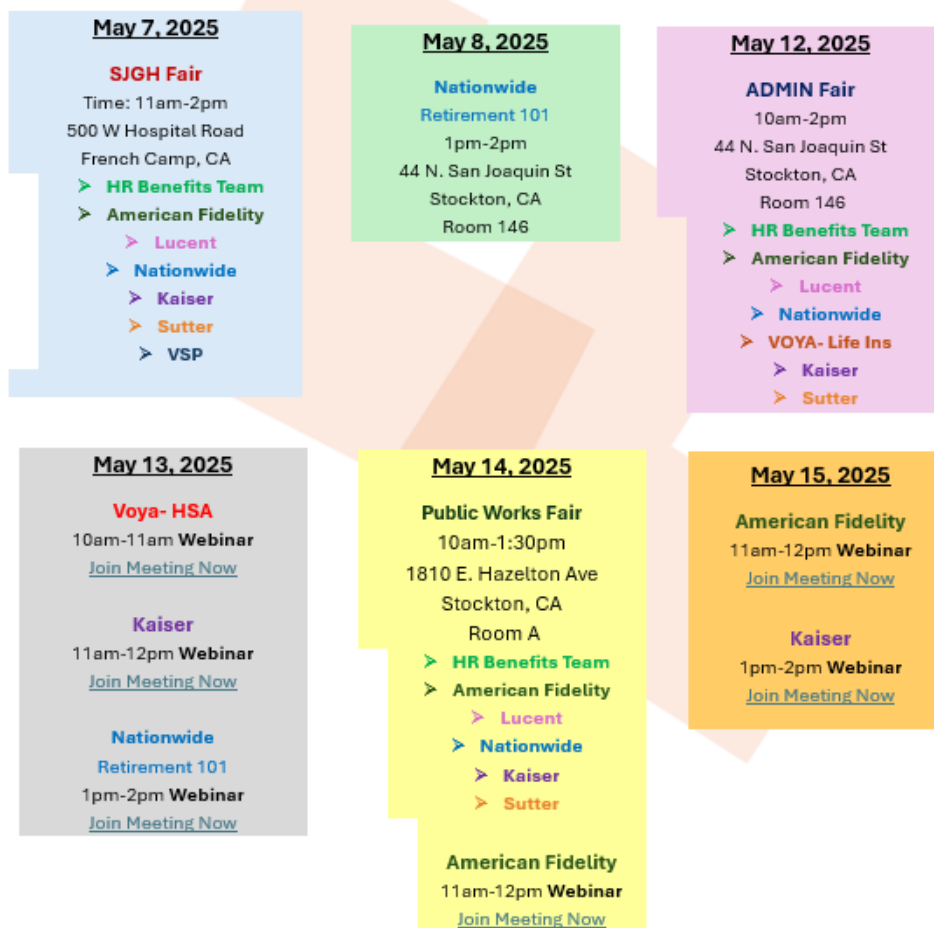 May 7, 2025
SJGH Fair
Time: 11am-2pm
500 W Hospital Road
French Camp, CA
➢ HR Benefits Team
➢ American Fidelity
➢ Lucent
➢ Nationwide
➢ Kaiser
➢ Sutter
➢ VSP
May 8, 2025
Nationwide
Retirement 101
1pm-2pm
44 N. San Joaquin St
Stockton, CA
Room 146
May 12, 2025
ADMIN Fair
10am-2pm
44 N. San Joaquin St
Stockton, CA
Room 146
➢ HR Benefits Team
➢ American Fidelity
➢ Lucent
➢ Nationwide
➢ VOYA- Life Ins
➢ Kaiser
➢ Sutter
May 13, 2025
Voya- HSA
10am-11am Webinar
Join Meeting Now
Kaiser
11am-12pm Webinar
Join Meeting Now
Nationwide
Retirement 101
1pm-2pm Webinar
Join Meeting Now
May 14, 2025
Public Works Fair
10am-1:30pm
1810 E. Hazelton Ave
Stockton, CA
Room A
➢ HR Benefits Team
➢ American Fidelity
➢ Lucent
➢ Nationwide
➢ Kaiser
➢ Sutter
American Fidelity
11am-12pm Webinar
Join Meeting Now
May 15, 2025
American Fidelity
11am-12pm Webinar
Join Meeting Now
Kaiser
1pm-2pm Webinar
Join Meeting Now